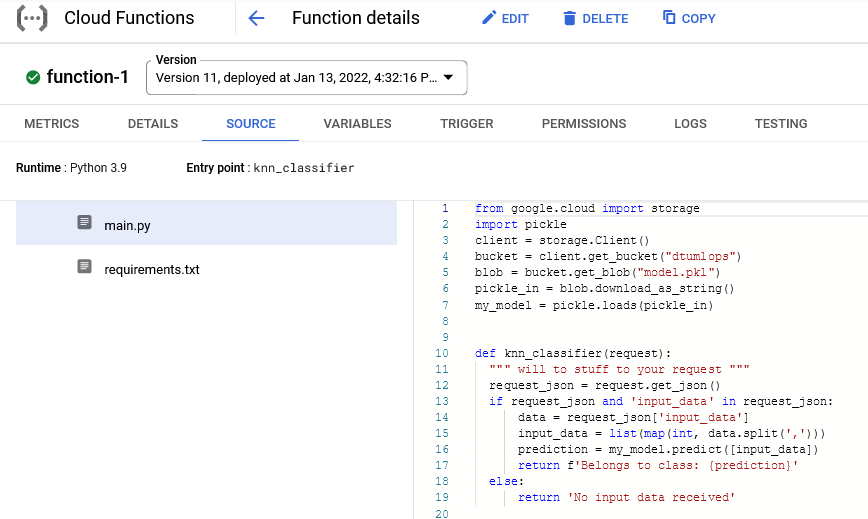 Cloud Functions
Function details
EDIT
DELETE
COPY
function-1
Version
Version 11, deployed at Jan 13, 2022, 4:32:16 P...
METRICS
DETAILS
SOURCE
VARIABLES
TRIGGER
PERMISSIONS
LOGS
TESTING
Runtime : Python 3.9
Entry point : knn_classifier
main.py
requirements.txt
1 from google.cloud import storage
2 import pickle
3 client = storage.Client()
4 bucket = client.get_bucket("dtumlops")
5 blob = bucket.get_blob("model.pkl")
6 pickle_in = blob.download_as_string()
7 my_model = pickle.loads(pickle_in)
8
9
10 def knn_classifier(request):
11 """ will to stuff to your request """
12 request_json = request.get_json()
13 if request_json and 'input_data' in request_json:
14 data = request_json['input_data']
15 input_data = list(map(int, data.split(',')))
16 prediction = my_model.predict([input_data])
17 return f'Belongs to class: {prediction}'
18 else:
19 return 'No input data received'
20